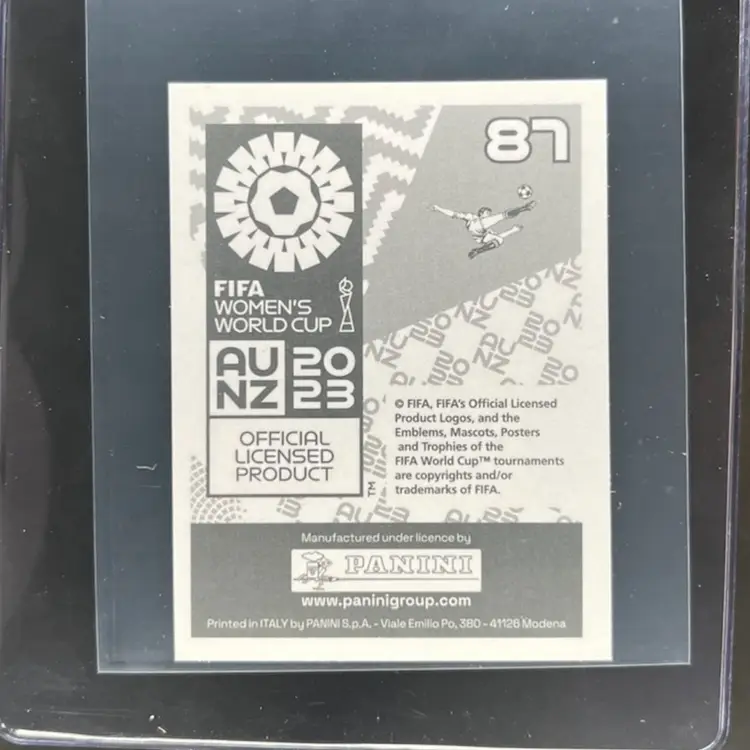 87
FIFA
WOMEN'S
WORLD CUP
AU 20
NZ 23
OFFICIAL
LICENSED
PRODUCT
TM
© FIFA, FIFA's Official Licensed
Product Logos, and the
Emblems, Mascots, Posters
and Trophies of the
FIFA World Cup™ tournaments
are copyrights and/or
trademarks of FIFA.
Manufactured under licence by
PANINI
www.paninigroup.com
Printed in ITALY by PANINI S.p.A. - Viale Emilio Po, 380 - 41126 Modena